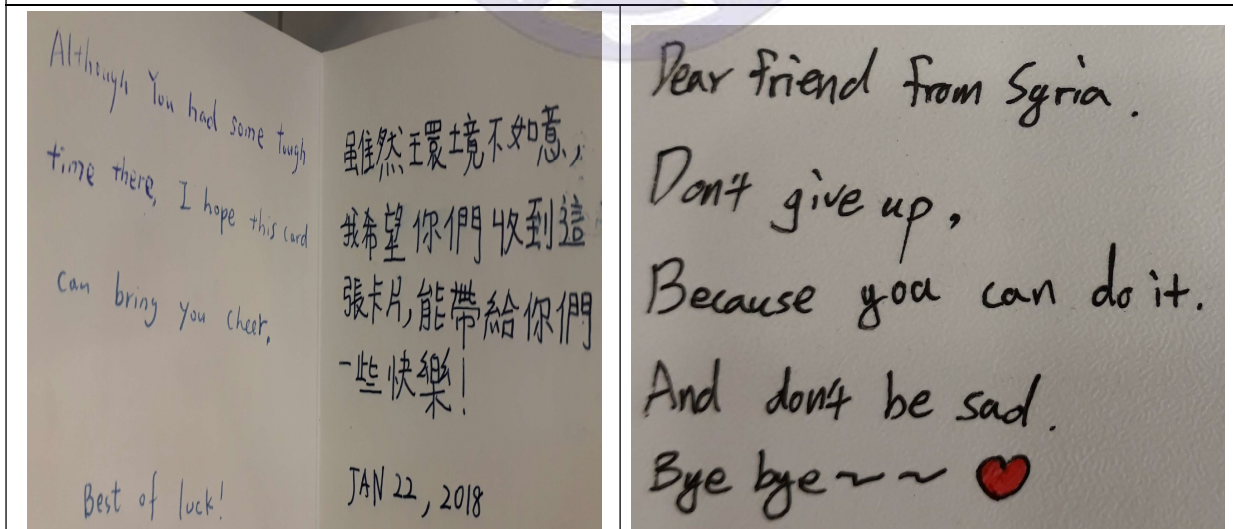 Although You had some tough
time there, I hope this card
can bring you cheer.
Best of luck!
雖然環境不如意,
我希望你們收到這
張卡片,能帶給你們
一些快樂!
JAN 22, 2018
Dear friend from Syria.
Don't give up,
Because you can do it.
And don't be sad.
Bye bye~~